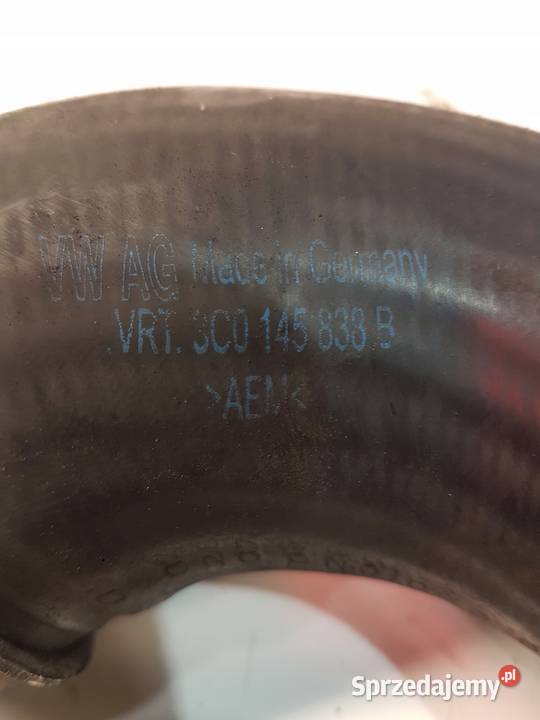 VW AG Made in Germany
.VRT. 3C0 145 838 B
>AEM<
Sprzedajemy.pl